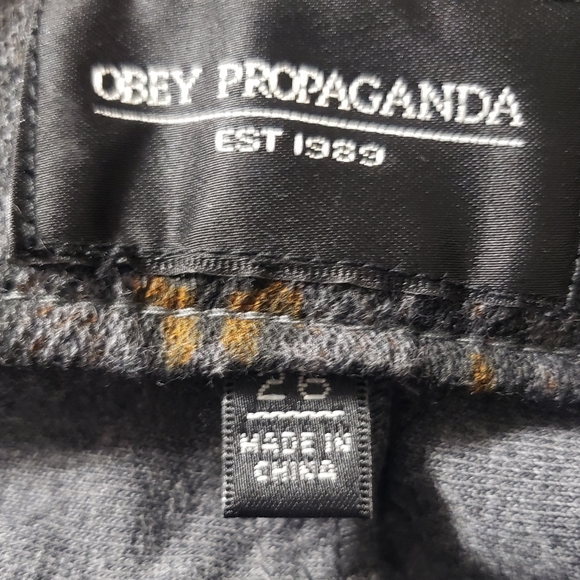 OBEY PROPAGANDA
EST 1989
26
MADE IN
CHINA